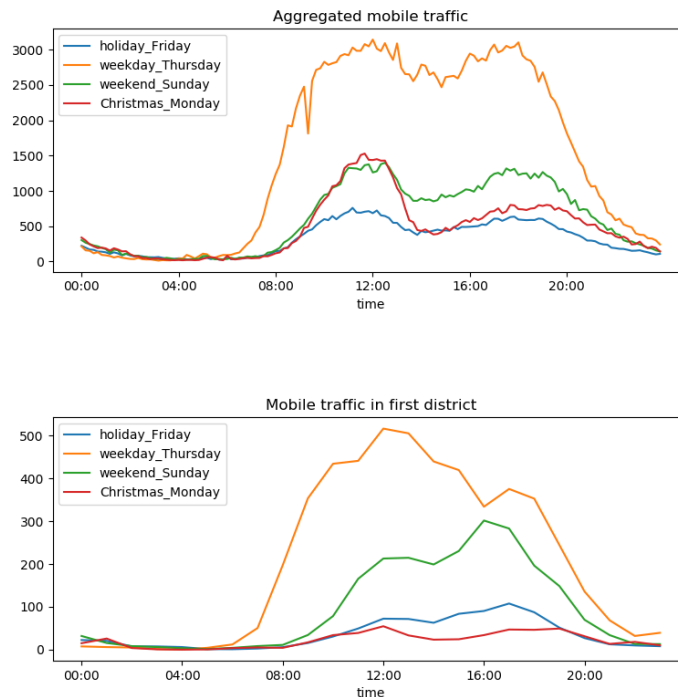 Aggregated mobile traffic
holiday_Friday
weekday_Thursday
weekend_Sunday
Christmas_Monday
3000
2500
2000
1500
1000
500
0
00:00 04:00 08:00 12:00 16:00 20:00
time
Mobile traffic in first district
holiday_Friday
weekday_Thursday
weekend_Sunday
Christmas_Monday
500
400
300
200
100
0
00:00 04:00 08:00 12:00 16:00 20:00
time